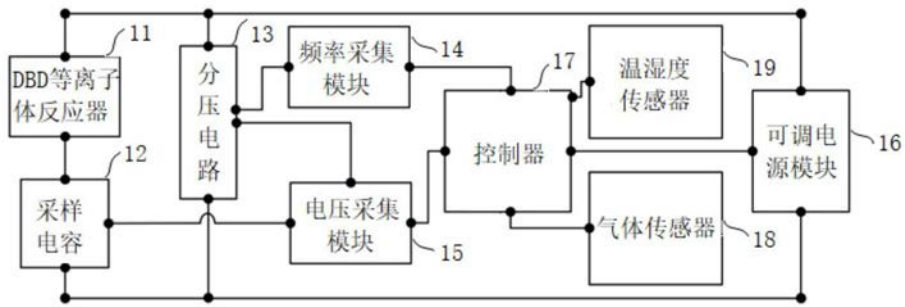 11
DBD等离子
体反应器
12
采样
电容
13
分
压
电
路
频率采集
模块
14
电压采集
模块
15
17
控制器
温湿度
传感器
19
气体传感器
18
可调电
源模块
16